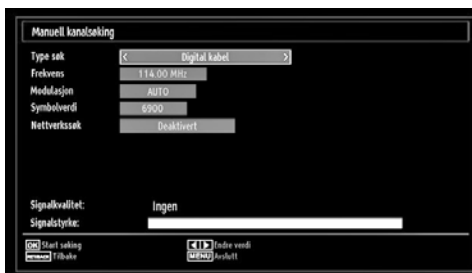 Manuell kanalsøking
Type søk < Digital kabel >
Frekvens 114.00 MHz
Modulasjon AUTO
Symbolverdi 6900
Nettverkssøk Deaktivert
Signalkvalitet: Ingen
Signalstyrke:
OK Start søking Endre verdi
Tilbake MENU Avslutt